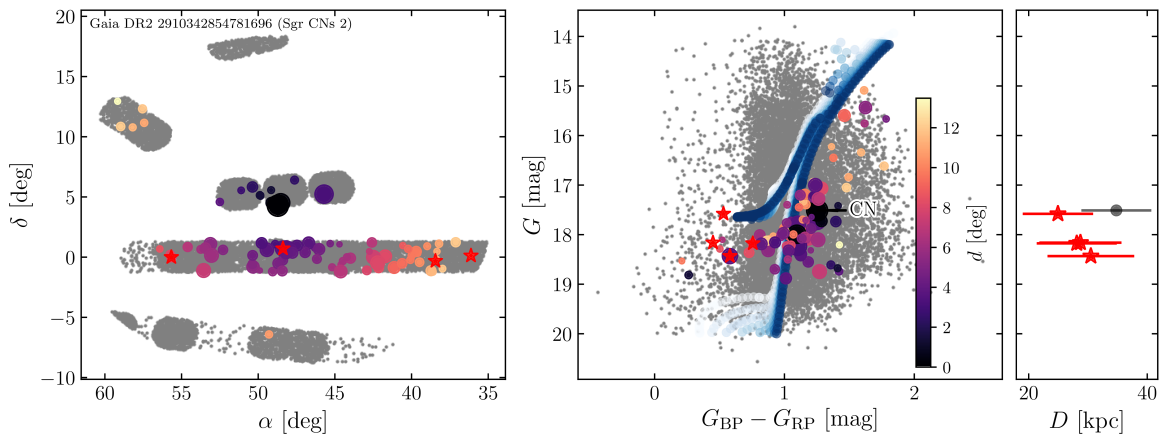 Gaia DR2 2910342854781696 (Sgr CNs 2)
20
15
10
5
0
−5
−10
δ [deg]
60 55 50 45 40 35
α [deg]
14
15
16
17
18
19
20
G [mag]
CN
12
10
8
6
4
2
0
d [deg]
0 1 2
G_BP − G_RP [mag]
20 40
D [kpc]